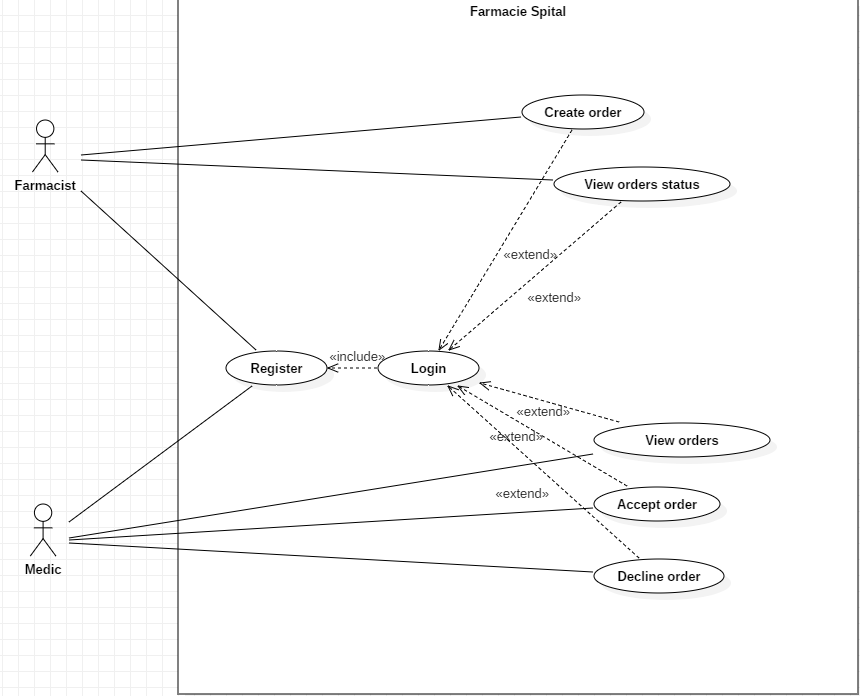 Farmacie Spital
Create order
Farmacist
View orders status
«extend»
«extend»
«include»
Register
Login
«extend»
«extend»
View orders
«extend»
Accept order
Medic
Decline order